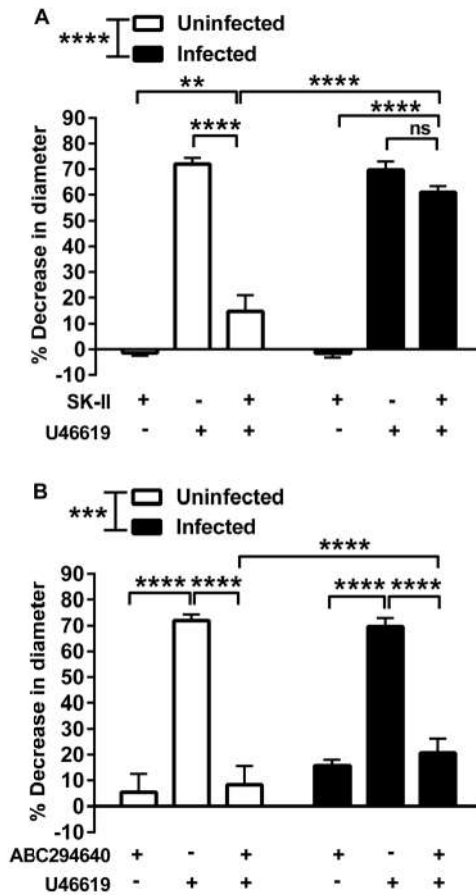 A
Uninfected
****
Infected
** ****
**** ****
ns
% Decrease in diameter
90
80
70
60
50
40
30
20
10
0
-10
SK-II + - + + - +
U46619 - + + - + +
B
Uninfected
***
Infected
****
**** **** **** ****
% Decrease in diameter
90
80
70
60
50
40
30
20
10
0
-10
ABC294640 + - + + - +
U46619 - + + - + +